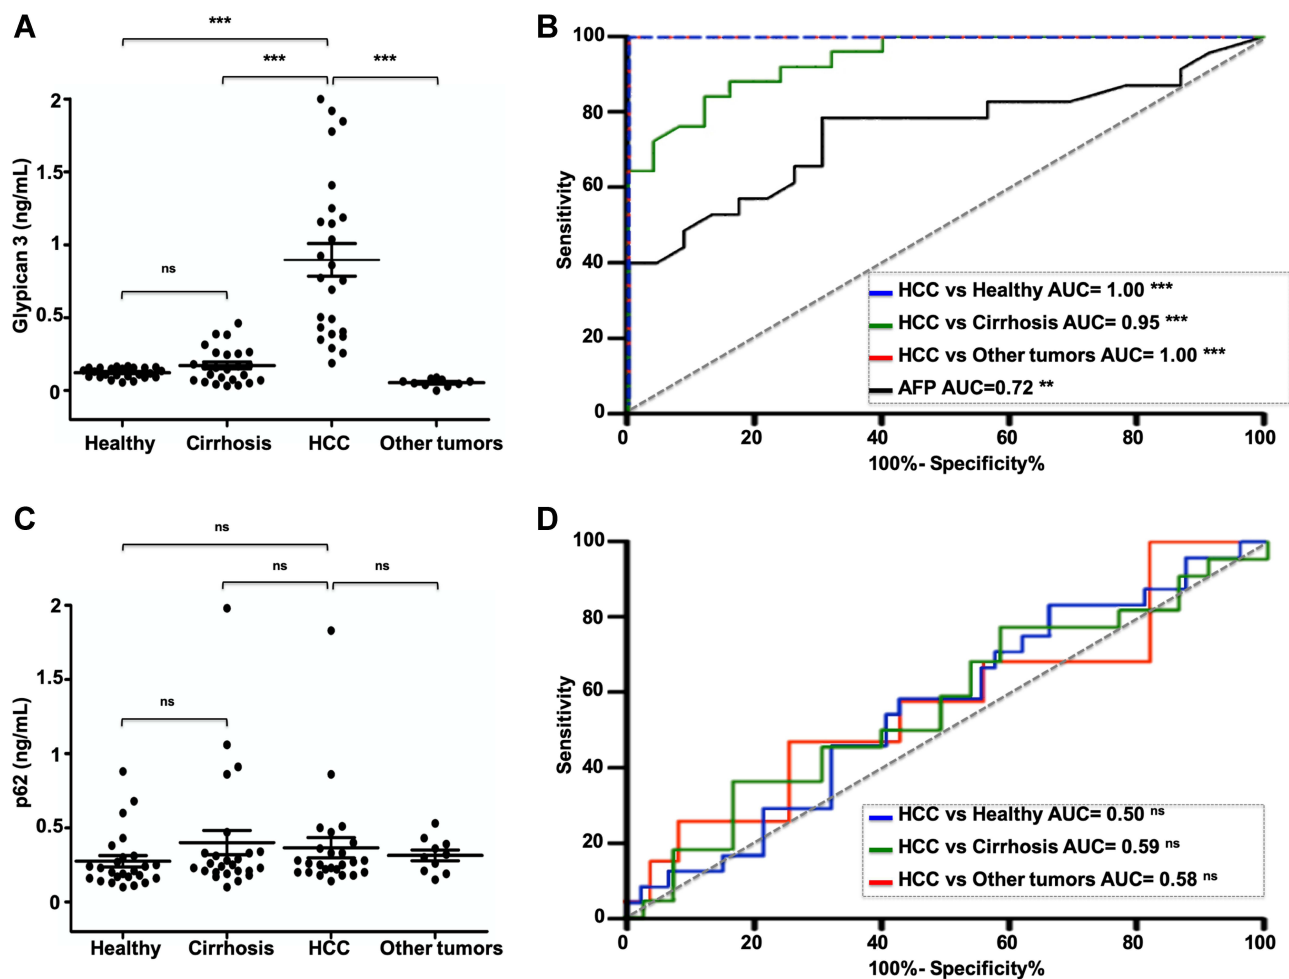 A
***
***
***
2
1.5
1
0.5
0
Glypican 3 (ng/mL)
ns
Healthy
Cirrhosis
HCC
Other tumors
B
100
80
60
40
20
0
Sensitivity
HCC vs Healthy AUC= 1.00 ***
HCC vs Cirrhosis AUC= 0.95 ***
HCC vs Other tumors AUC= 1.00 ***
AFP AUC=0.72 **
0
20
40
60
80
100
100%- Specificity%
C
ns
ns
ns
2
1.5
1
0.5
0
p62 (ng/mL)
ns
Healthy
Cirrhosis
HCC
Other tumors
D
100
80
60
40
20
0
Sensitivity
HCC vs Healthy AUC= 0.50 ns
HCC vs Cirrhosis AUC= 0.59 ns
HCC vs Other tumors AUC= 0.58 ns
0
20
40
60
80
100
100%- Specificity%